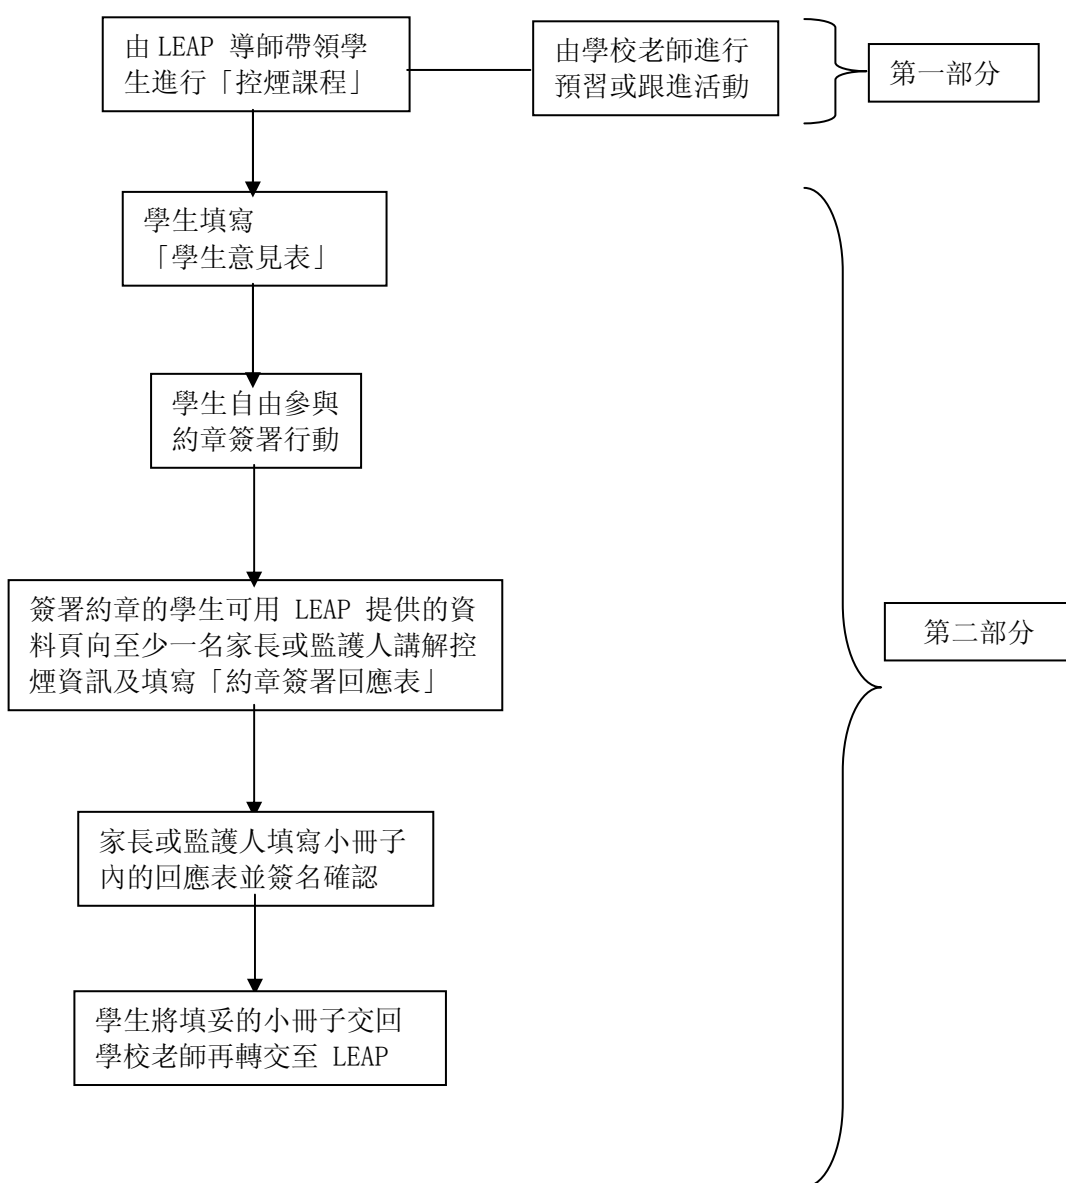 由 LEAP 導師帶領學
生進行「控煙課程」
由學校老師進行
預習或跟進活動
第一部分
學生填寫
「學生意見表」
學生自由參與
約章簽署行動
簽署約章的學生可用 LEAP 提供的資
料頁向至少一名家長或監護人講解控
煙資訊及填寫「約章簽署回應表」
第二部分
家長或監護人填寫小冊子
內的回應表並簽名確認
學生將填妥的小冊子交回
學校老師再轉交至 LEAP